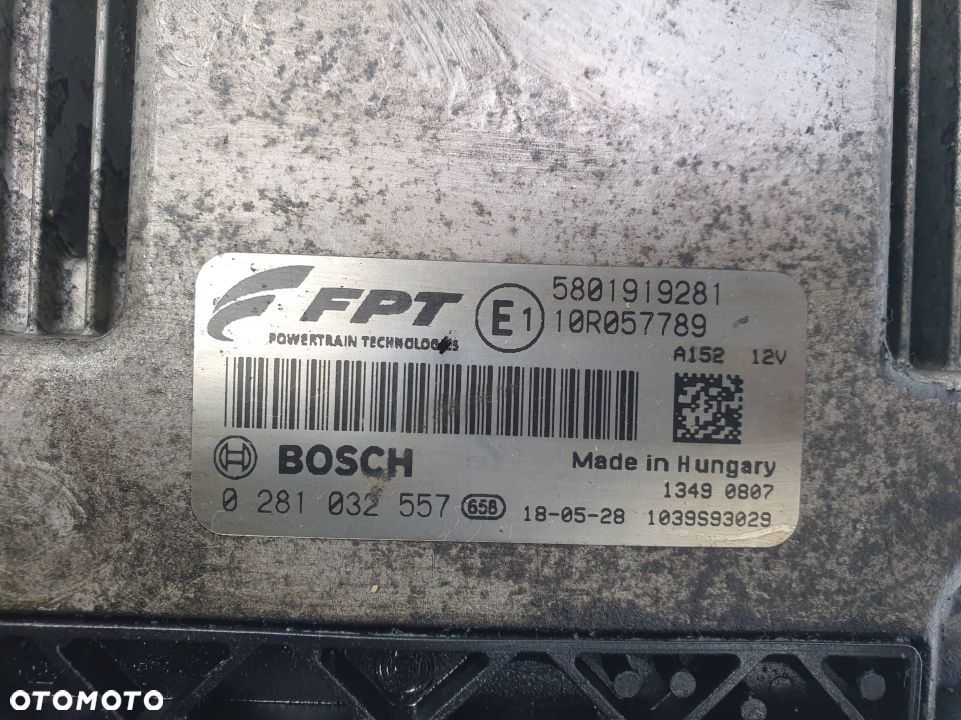 FPT
POWERTRAIN TECHNOLOGIES
E1
5801919281
10R057789
A152 12V
BOSCH
Made in Hungary
1349 0807
0 281 032 557 658 18-05-28 1039S93029
OTOMOTO